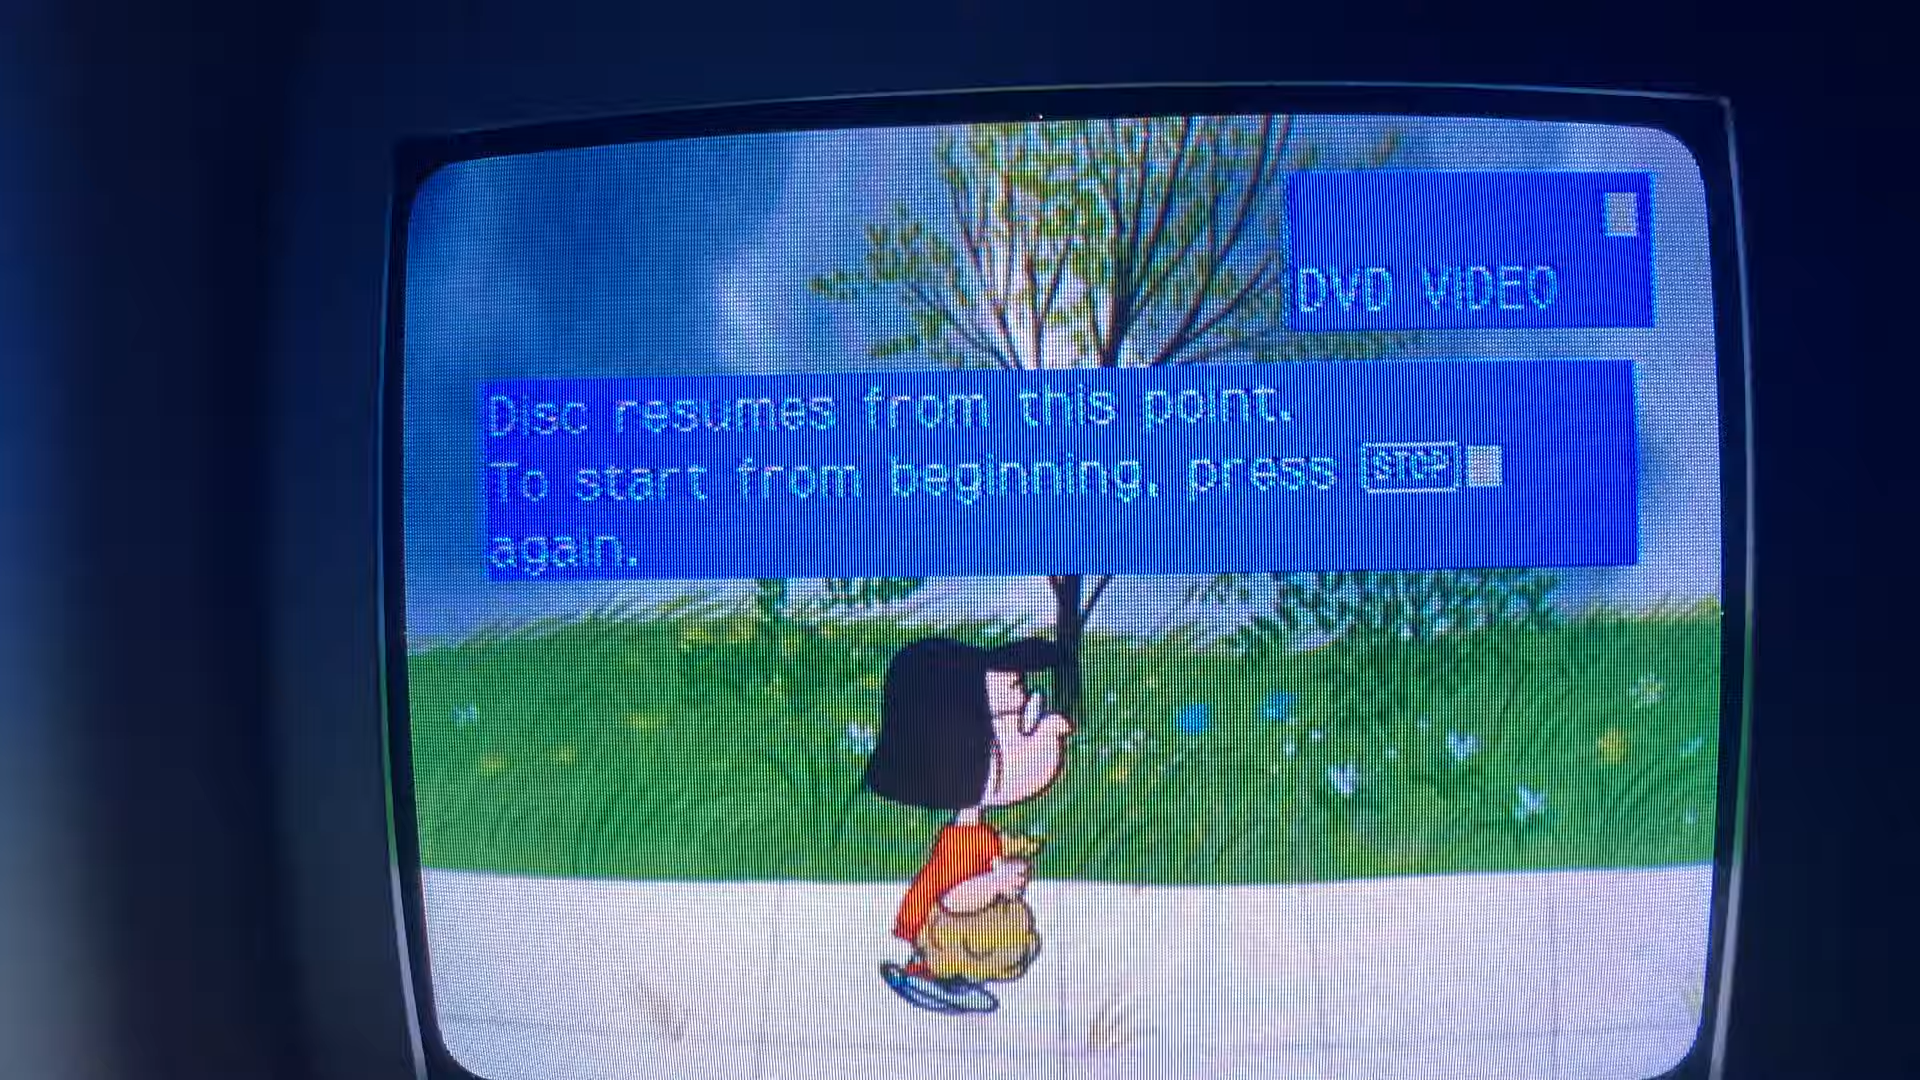 DVD VIDEO
Disc resumes from this point.
To start from beginning, press STOP
again.